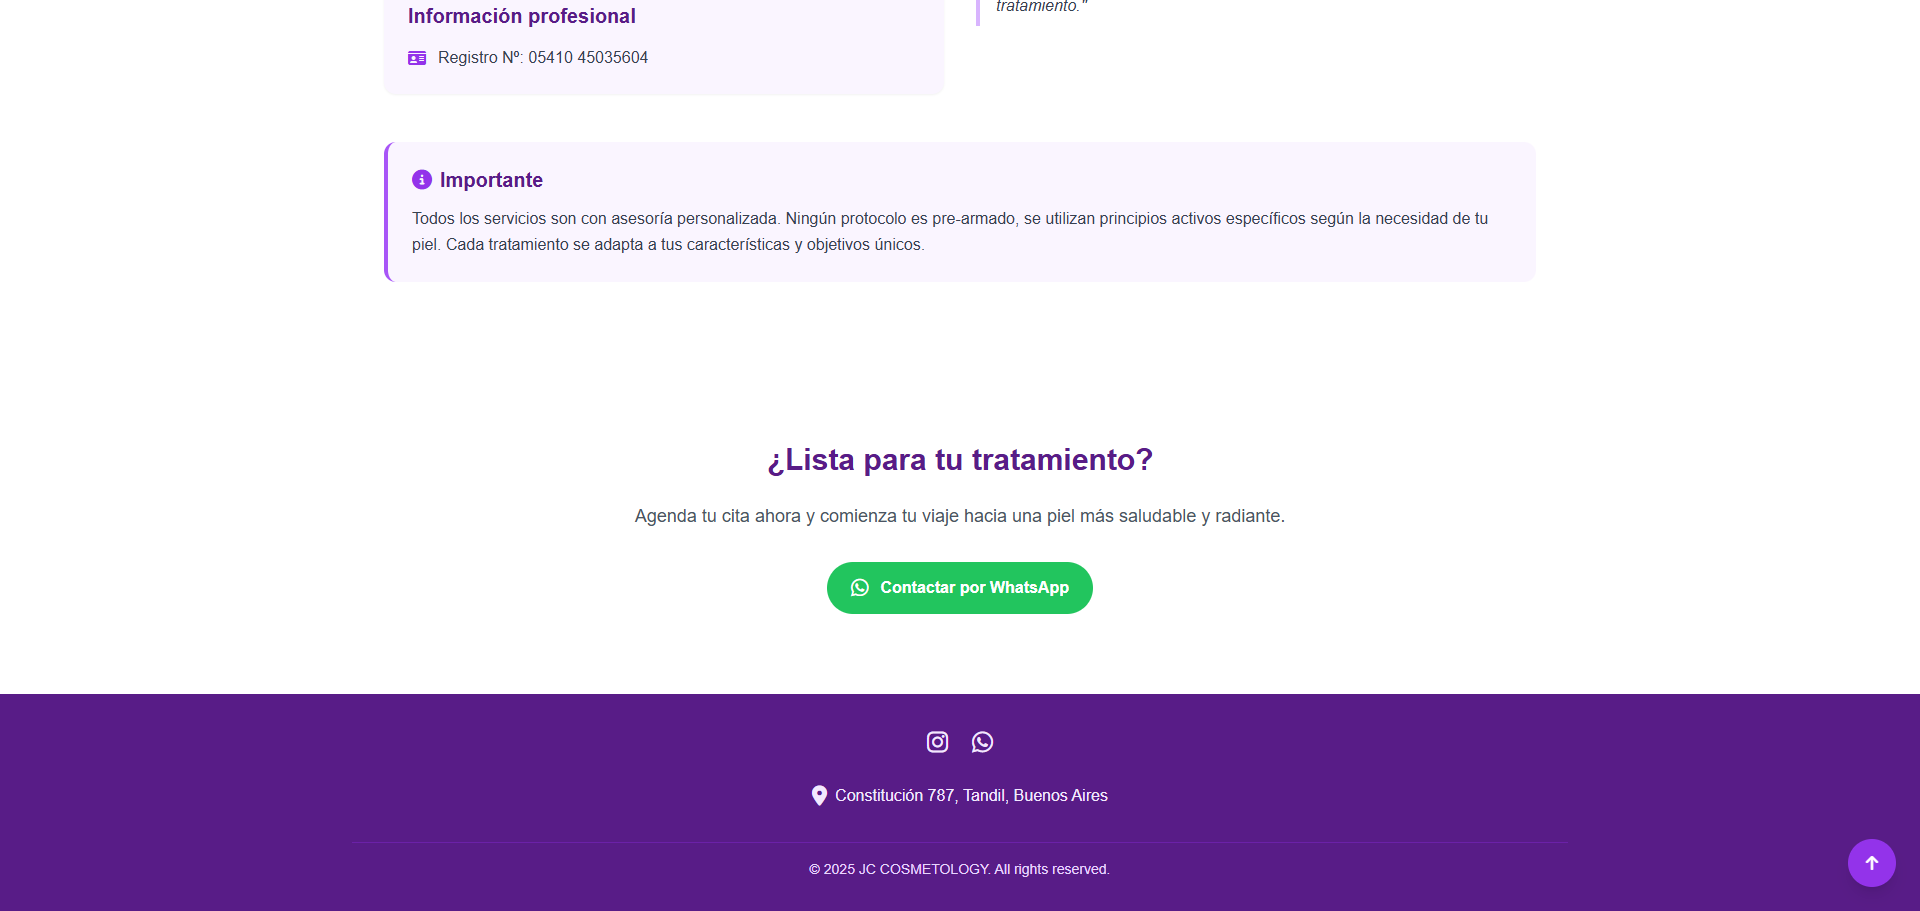 Información profesional
Registro Nº: 05410 45035604
tratamiento."
Importante
Todos los servicios son con asesoría personalizada. Ningún protocolo es pre-armado, se utilizan principios activos específicos según la necesidad de tu
piel. Cada tratamiento se adapta a tus características y objetivos únicos.
¿Lista para tu tratamiento?
Agenda tu cita ahora y comienza tu viaje hacia una piel más saludable y radiante.
Contactar por WhatsApp
Constitución 787, Tandil, Buenos Aires
© 2025 JC COSMETOLOGY. All rights reserved.